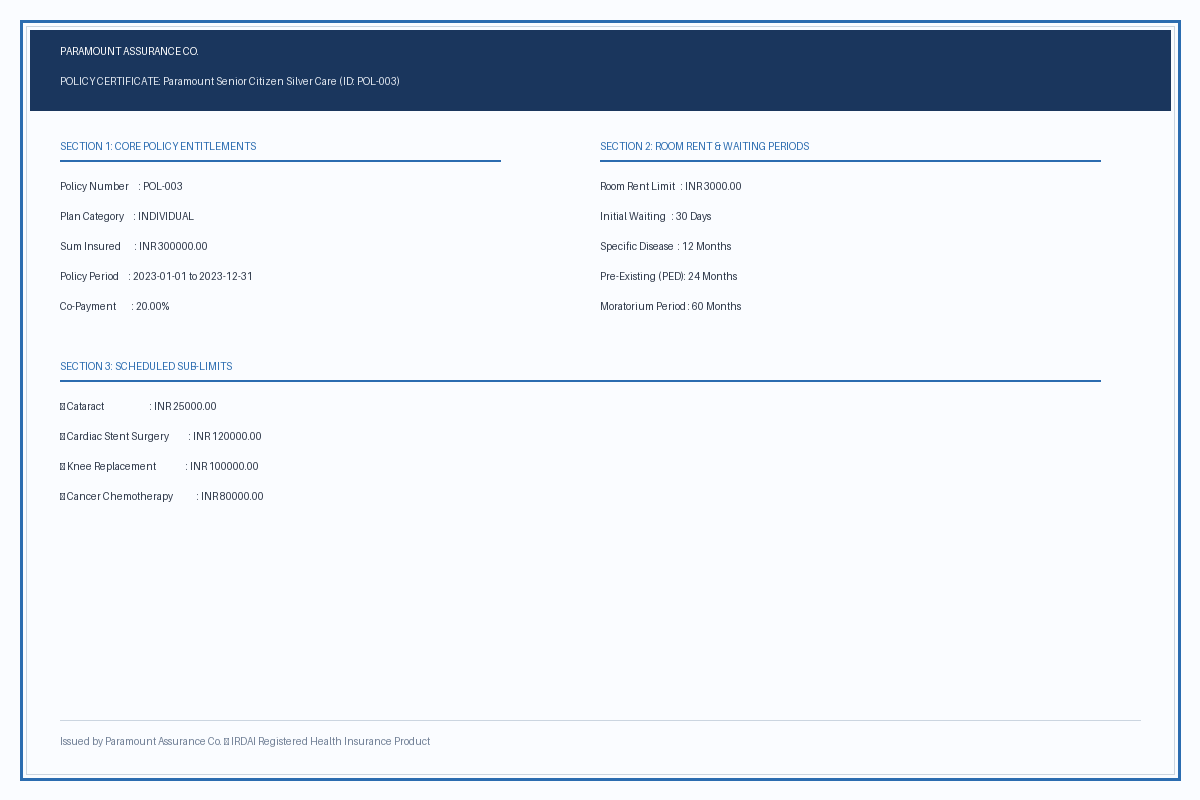 PARAMOUNT ASSURANCE CO.
POLICY CERTIFICATE: Paramount Senior Citizen Silver Care (ID: POL-003)
SECTION 1: CORE POLICY ENTITLEMENTS
Policy Number : POL-003
Plan Category : INDIVIDUAL
Sum Insured : INR 300000.00
Policy Period : 2023-01-01 to 2023-12-31
Co-Payment : 20.00%
SECTION 2: ROOM RENT & WAITING PERIODS
Room Rent Limit : INR 3000.00
Initial Waiting : 30 Days
Specific Disease : 12 Months
Pre-Existing (PED): 24 Months
Moratorium Period : 60 Months
SECTION 3: SCHEDULED SUB-LIMITS
Cataract : INR 25000.00
Cardiac Stent Surgery : INR 120000.00
Knee Replacement : INR 100000.00
Cancer Chemotherapy : INR 80000.00
Issued by Paramount Assurance Co. IRDAI Registered Health Insurance Product